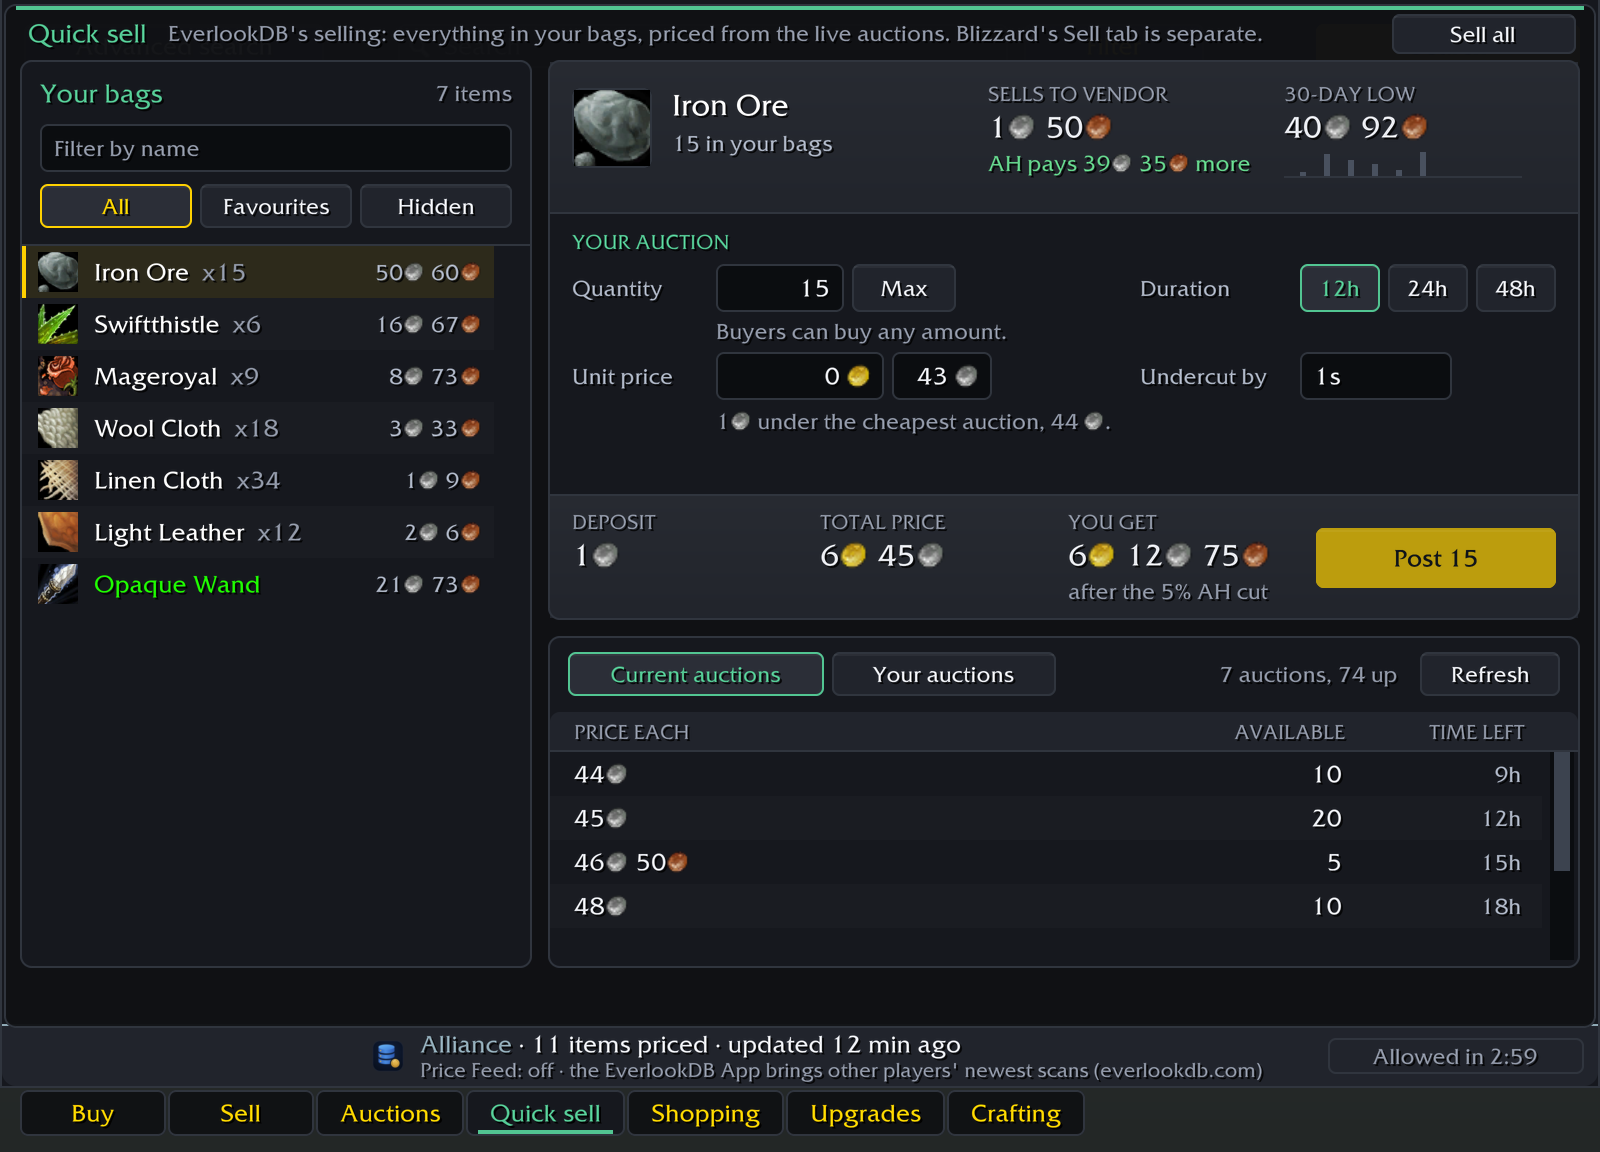 Quick sell EverlookDB's selling: everything in your bags, priced from the live auctions. Blizzard's Sell tab is separate. Sell all
Your bags 7 items
Filter by name
All Favourites Hidden
Iron Ore x15 50 60
Swiftthistle x6 16 67
Mageroyal x9 8 73
Wool Cloth x18 3 33
Linen Cloth x34 1 9
Light Leather x12 2 6
Opaque Wand 21 73
Iron Ore
15 in your bags
SELLS TO VENDOR
1 50
AH pays 39 35 more
30-DAY LOW
40 92
YOUR AUCTION
Quantity 15 Max Duration 12h 24h 48h
Buyers can buy any amount.
Unit price 0 43 Undercut by 1s
1 under the cheapest auction, 44 .
DEPOSIT
1
TOTAL PRICE
6 45
YOU GET
6 12 75
after the 5% AH cut
Post 15
Current auctions Your auctions 7 auctions, 74 up Refresh
PRICE EACH AVAILABLE TIME LEFT
44 10 9h
45 20 12h
46 50 5 15h
48 10 18h
Alliance · 11 items priced · updated 12 min ago
Price Feed: off · the EverlookDB App brings other players' newest scans (everlookdb.com)
Allowed in 2:59
Buy Sell Auctions Quick sell Shopping Upgrades Crafting